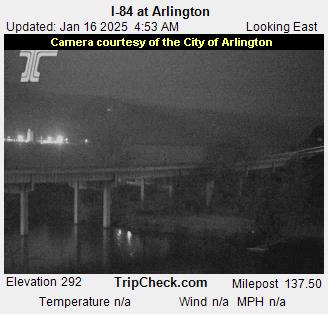 I-84 at Arlington
Updated: Jan 16 2025 4:53 AM Looking East
Camera courtesy of the City of Arlington
Elevation 292 TripCheck.com Milepost 137.50
Temperature n/a Wind n/a MPH n/a